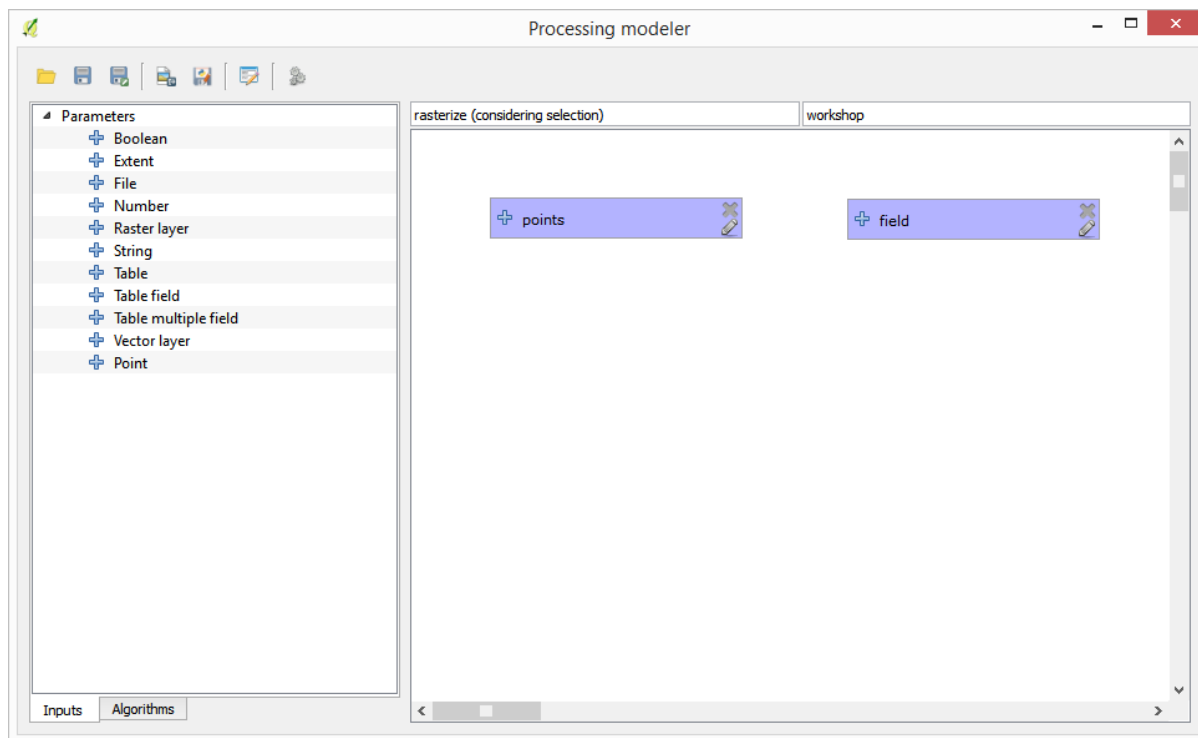 Processing modeler
Parameters
Boolean
Extent
File
Number
Raster layer
String
Table
Table field
Table multiple field
Vector layer
Point
Inputs Algorithms
rasterize (considering selection) workshop
points field